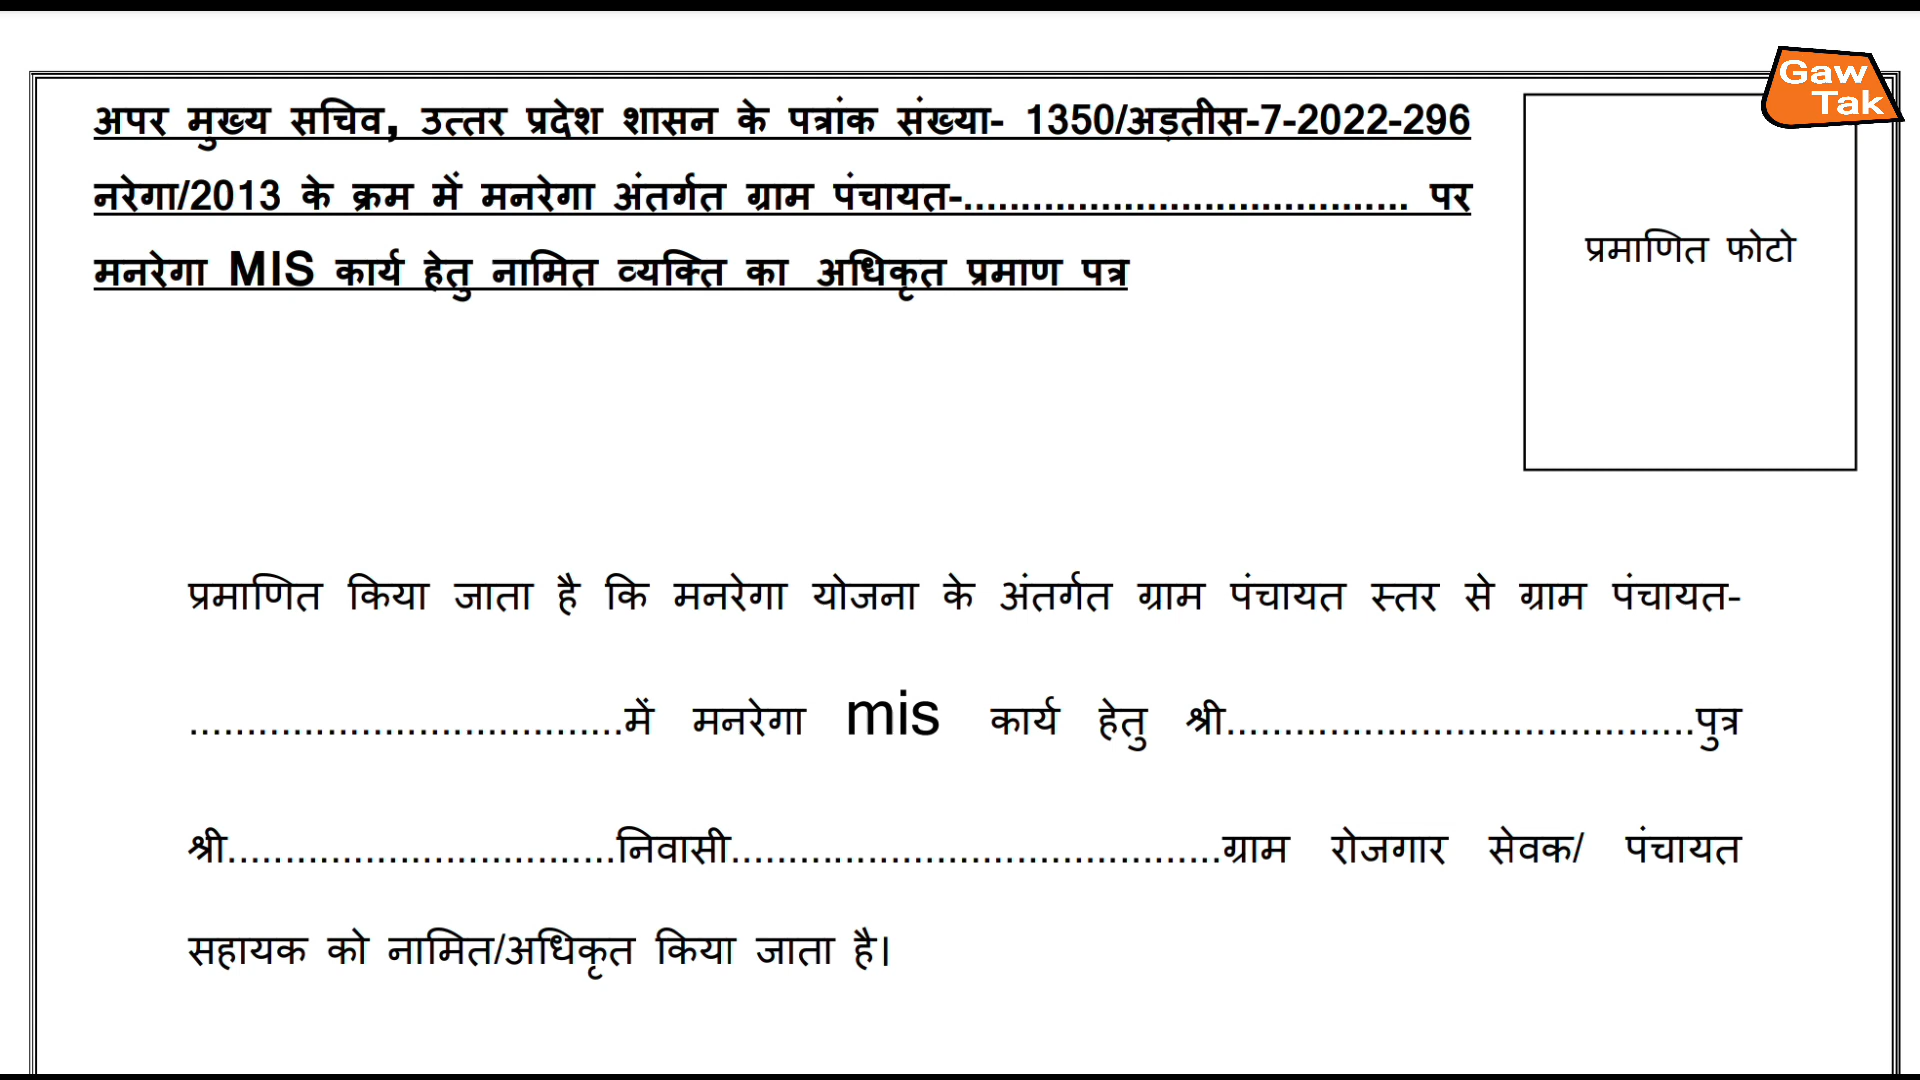 Gaw
Tak
अपर मुख्य सचिव, उत्तर प्रदेश शासन के पत्रांक संख्या- 1350/अड़तीस-7-2022-296
नरेगा/2013 के क्रम में मनरेगा अंतर्गत ग्राम पंचायत-....................................... पर
मनरेगा MIS कार्य हेतु नामित व्यक्ति का अधिकृत प्रमाण पत्र
प्रमाणित फोटो
प्रमाणित किया जाता है कि मनरेगा योजना के अंतर्गत ग्राम पंचायत स्तर से ग्राम पंचायत-
......................................में मनरेगा mis कार्य हेतु श्री.........................................पुत्र
श्री..................................निवासी...........................................ग्राम रोजगार सेवक/ पंचायत
सहायक को नामित/अधिकृत किया जाता है।